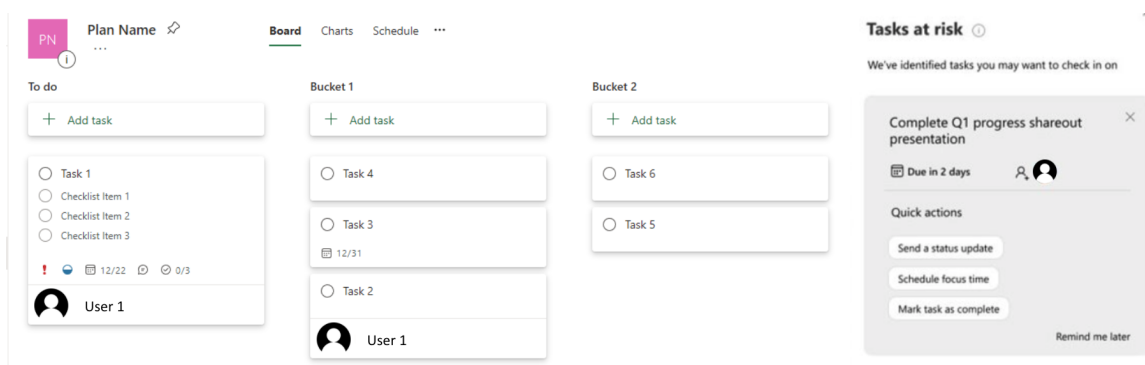 PN
Plan Name
...
Board Charts Schedule ...
To do
+ Add task
Task 1
Checklist Item 1
Checklist Item 2
Checklist Item 3
! 12/22 0/3
User 1
Bucket 1
+ Add task
Task 4
Task 3
12/31
Task 2
User 1
Bucket 2
+ Add task
Task 6
Task 5
Tasks at risk
We've identified tasks you may want to check in on
Complete Q1 progress shareout
presentation
Due in 2 days
Quick actions
Send a status update
Schedule focus time
Mark task as complete
Remind me later